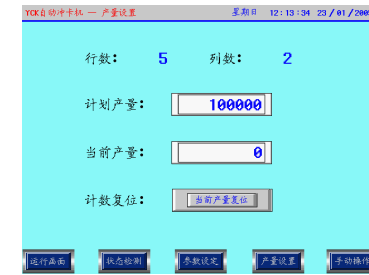 YCK自动冲卡机 — 产量设置 星期日 12:13:34 23/01/200
行数: 5 列数: 2
计划产量: 100000
当前产量: 0
计数复位: 当前产量复位
运行画面 状态检测 参数设定 产量设置 手动操作